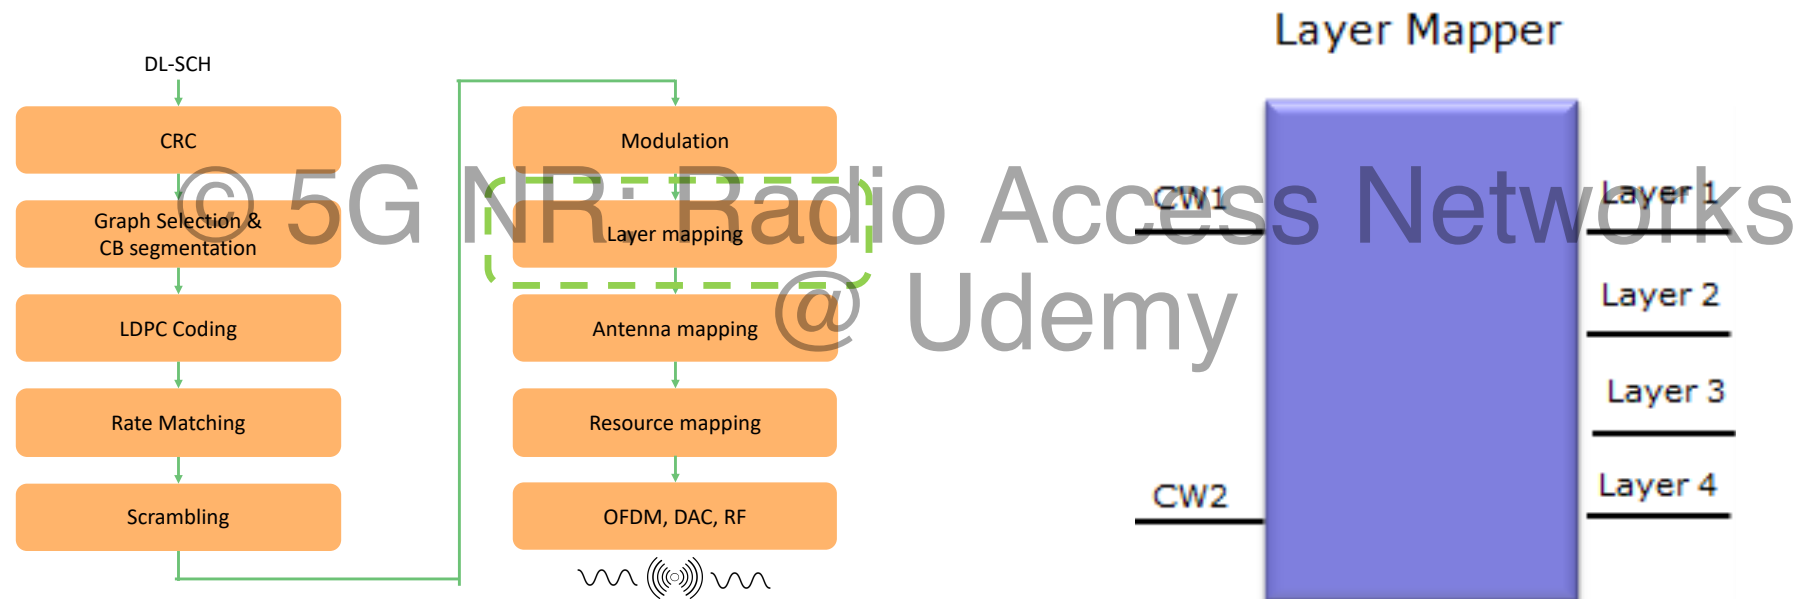 DL-SCH
CRC
Graph Selection &
CB segmentation
LDPC Coding
Rate Matching
Scrambling
Modulation
Layer mapping
Antenna mapping
Resource mapping
OFDM, DAC, RF
Layer Mapper
CW1
CW2
Layer 1
Layer 2
Layer 3
Layer 4
© 5G NR: Radio Access Networks
@ Udemy